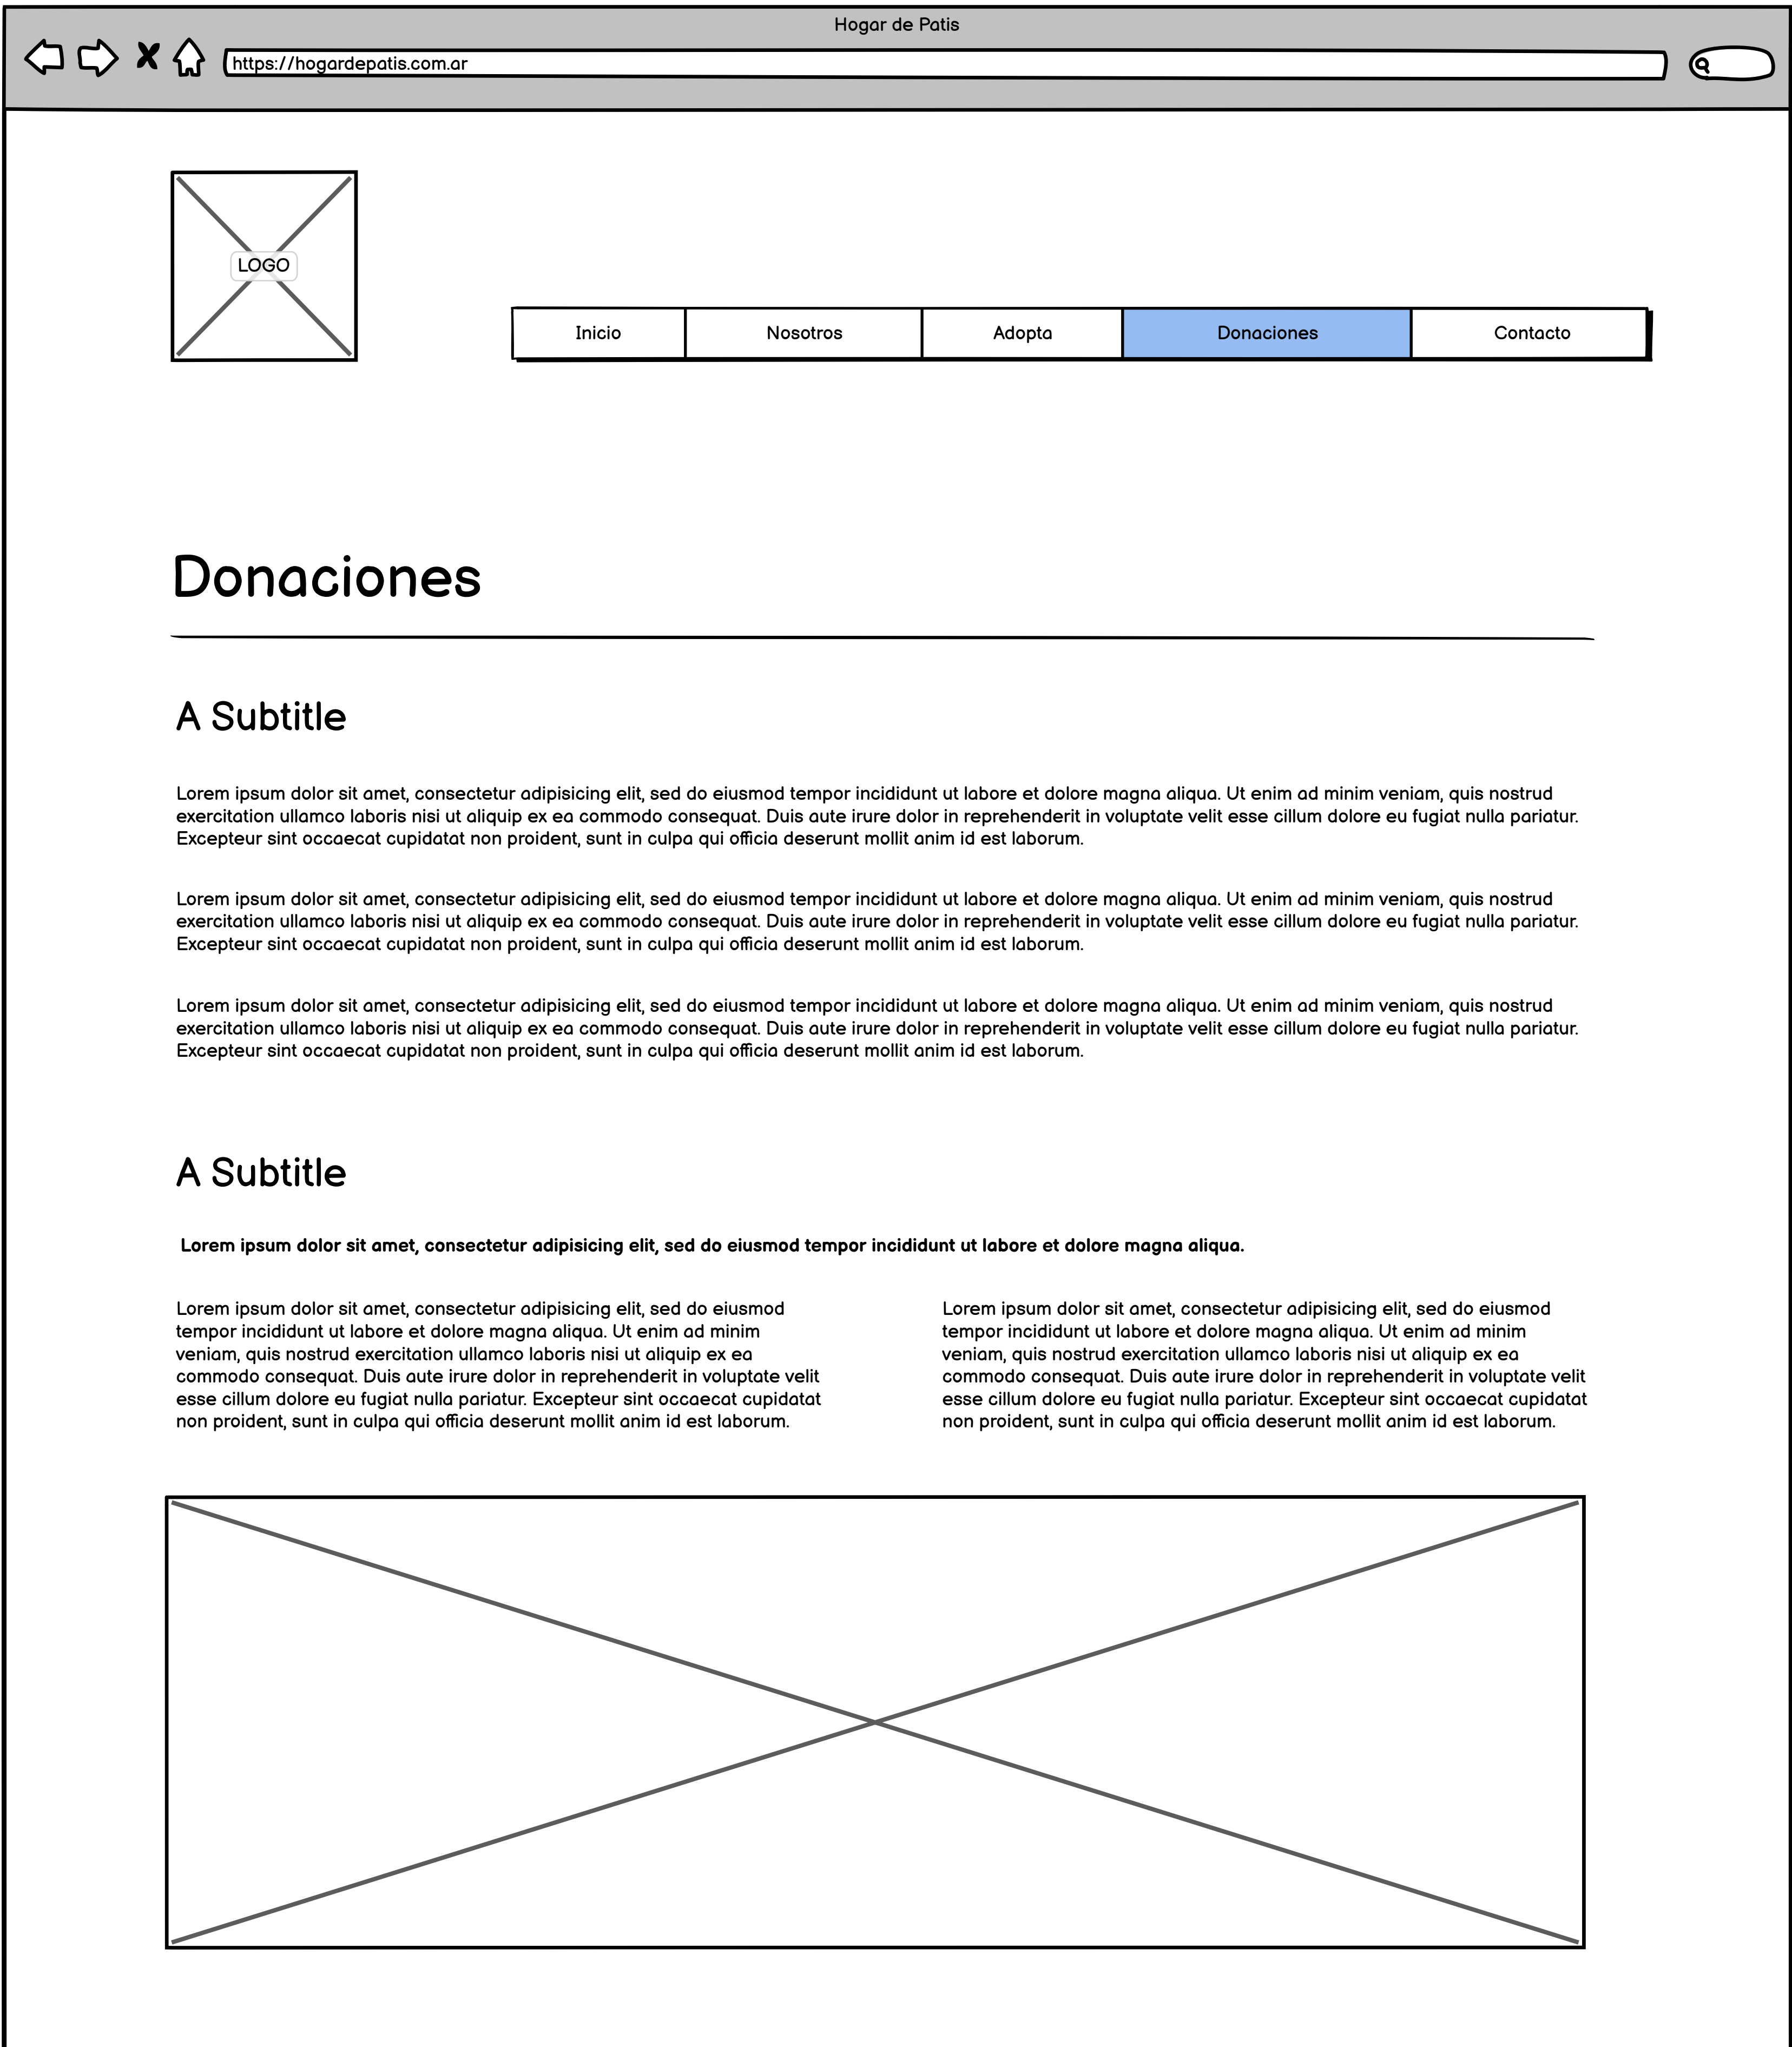 Hogar de Patis
https://hogardepatis.com.ar
LOGO
Inicio
Nosotros
Adopta
Donaciones
Contacto
Donaciones
A Subtitle
Lorem ipsum dolor sit amet, consectetur adipisicing elit, sed do eiusmod tempor incididunt ut labore et dolore magna aliqua. Ut enim ad minim veniam, quis nostrud
exercitation ullamco laboris nisi ut aliquip ex ea commodo consequat. Duis aute irure dolor in reprehenderit in voluptate velit esse cillum dolore eu fugiat nulla pariatur.
Excepteur sint occaecat cupidatat non proident, sunt in culpa qui officia deserunt mollit anim id est laborum.
Lorem ipsum dolor sit amet, consectetur adipisicing elit, sed do eiusmod tempor incididunt ut labore et dolore magna aliqua. Ut enim ad minim veniam, quis nostrud
exercitation ullamco laboris nisi ut aliquip ex ea commodo consequat. Duis aute irure dolor in reprehenderit in voluptate velit esse cillum dolore eu fugiat nulla pariatur.
Excepteur sint occaecat cupidatat non proident, sunt in culpa qui officia deserunt mollit anim id est laborum.
Lorem ipsum dolor sit amet, consectetur adipisicing elit, sed do eiusmod tempor incididunt ut labore et dolore magna aliqua. Ut enim ad minim veniam, quis nostrud
exercitation ullamco laboris nisi ut aliquip ex ea commodo consequat. Duis aute irure dolor in reprehenderit in voluptate velit esse cillum dolore eu fugiat nulla pariatur.
Excepteur sint occaecat cupidatat non proident, sunt in culpa qui officia deserunt mollit anim id est laborum.
A Subtitle
Lorem ipsum dolor sit amet, consectetur adipisicing elit, sed do eiusmod tempor incididunt ut labore et dolore magna aliqua.
Lorem ipsum dolor sit amet, consectetur adipisicing elit, sed do eiusmod
tempor incididunt ut labore et dolore magna aliqua. Ut enim ad minim
veniam, quis nostrud exercitation ullamco laboris nisi ut aliquip ex ea
commodo consequat. Duis aute irure dolor in reprehenderit in voluptate velit
esse cillum dolore eu fugiat nulla pariatur. Excepteur sint occaecat cupidatat
non proident, sunt in culpa qui officia deserunt mollit anim id est laborum.
Lorem ipsum dolor sit amet, consectetur adipisicing elit, sed do eiusmod
tempor incididunt ut labore et dolore magna aliqua. Ut enim ad minim
veniam, quis nostrud exercitation ullamco laboris nisi ut aliquip ex ea
commodo consequat. Duis aute irure dolor in reprehenderit in voluptate velit
esse cillum dolore eu fugiat nulla pariatur. Excepteur sint occaecat cupidatat
non proident, sunt in culpa qui officia deserunt mollit anim id est laborum.